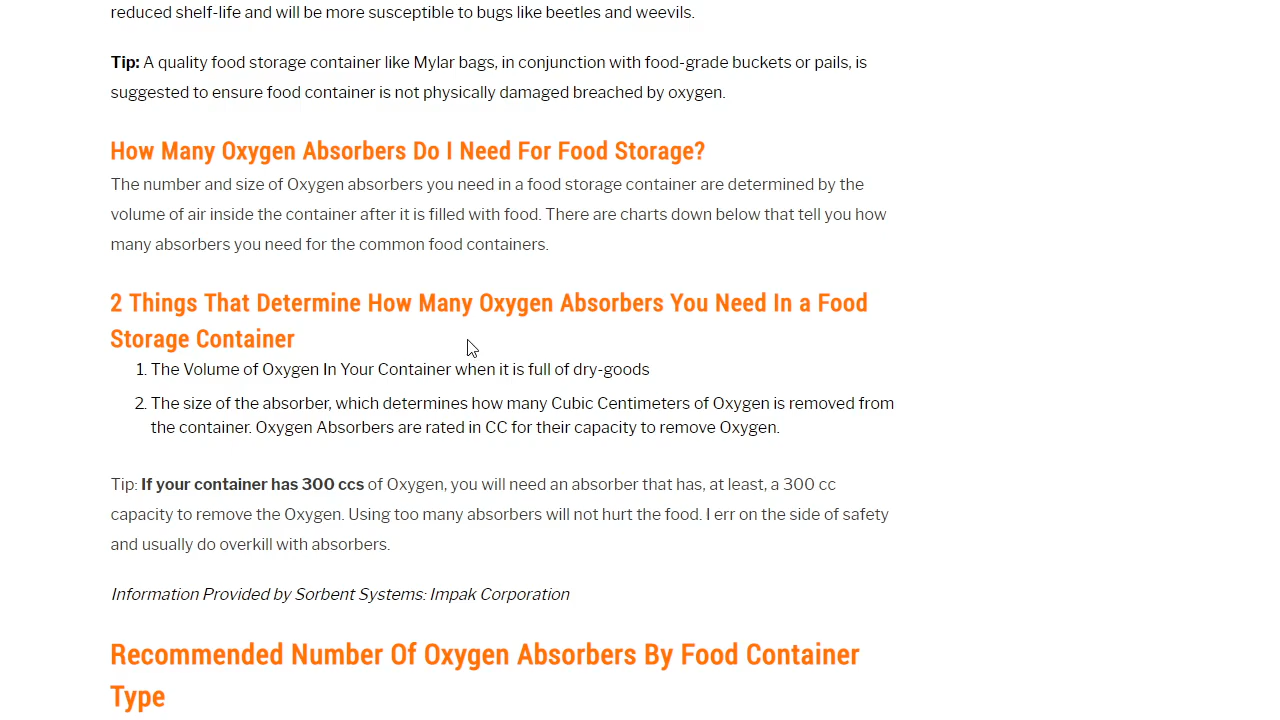 reduced shelf-life and will be more susceptible to bugs like beetles and weevils.
Tip: A quality food storage container like Mylar bags, in conjunction with food-grade buckets or pails, is
suggested to ensure food container is not physically damaged breached by oxygen.
How Many Oxygen Absorbers Do I Need For Food Storage?
The number and size of Oxygen absorbers you need in a food storage container are determined by the
volume of air inside the container after it is filled with food. There are charts down below that tell you how
many absorbers you need for the common food containers.
2 Things That Determine How Many Oxygen Absorbers You Need In a Food
Storage Container
1. The Volume of Oxygen In Your Container when it is full of dry-goods
2. The size of the absorber, which determines how many Cubic Centimeters of Oxygen is removed from
the container. Oxygen Absorbers are rated in CC for their capacity to remove Oxygen.
Tip: If your container has 300 ccs of Oxygen, you will need an absorber that has, at least, a 300 cc
capacity to remove the Oxygen. Using too many absorbers will not hurt the food. I err on the side of safety
and usually do overkill with absorbers.
Information Provided by Sorbent Systems: Impak Corporation
Recommended Number Of Oxygen Absorbers By Food Container
Type